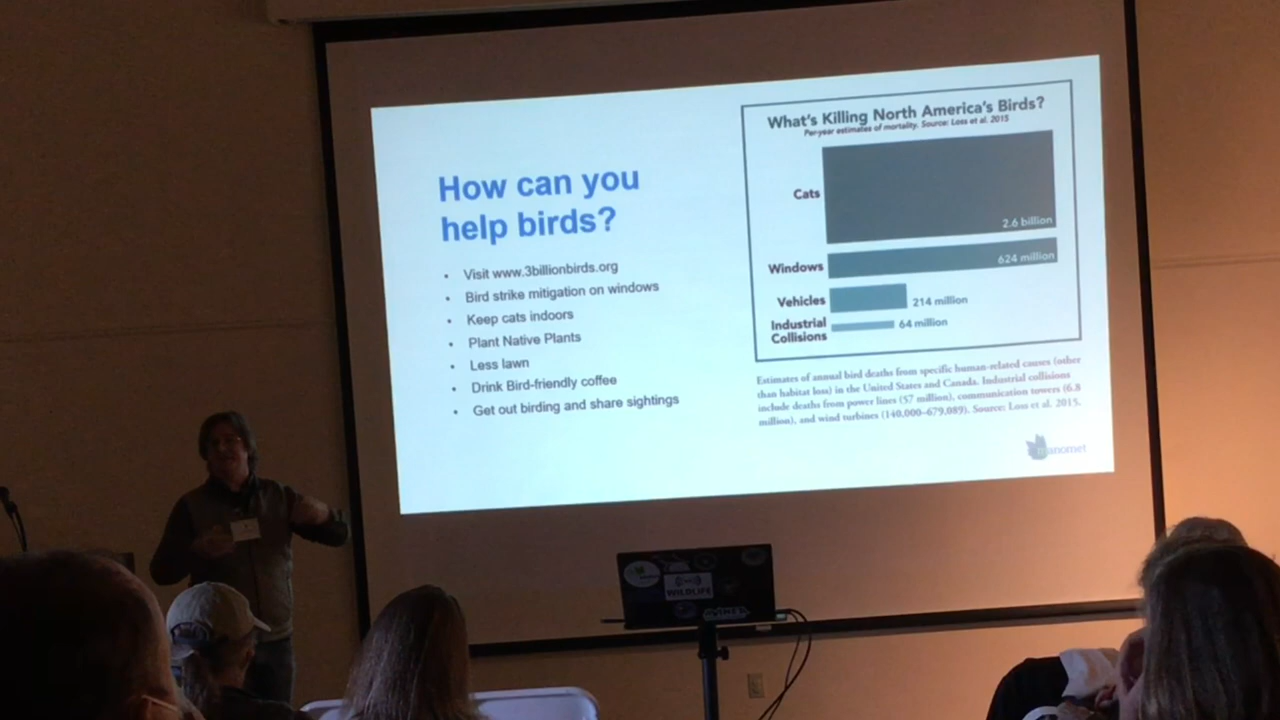 How can you
help birds?
• Visit www.3billionbirds.org
• Bird strike mitigation on windows
• Keep cats indoors
• Plant Native Plants
• Less lawn
• Drink Bird-friendly coffee
• Get out birding and share sightings
What's Killing North America's Birds?
Per-year estimates of mortality. Source: Loss et al. 2015
Cats
2.6 billion
Windows
624 million
Vehicles
214 million
Industrial
Collisions
64 million
Estimates of annual bird deaths from specific human-related causes (other
than habitat loss) in the United States and Canada. Industrial collisions
include deaths from power lines (57 million), communication towers (6.8
million), and wind turbines (140,000–679,089). Source: Loss et al. 2015.
manomet
WILDLIFE